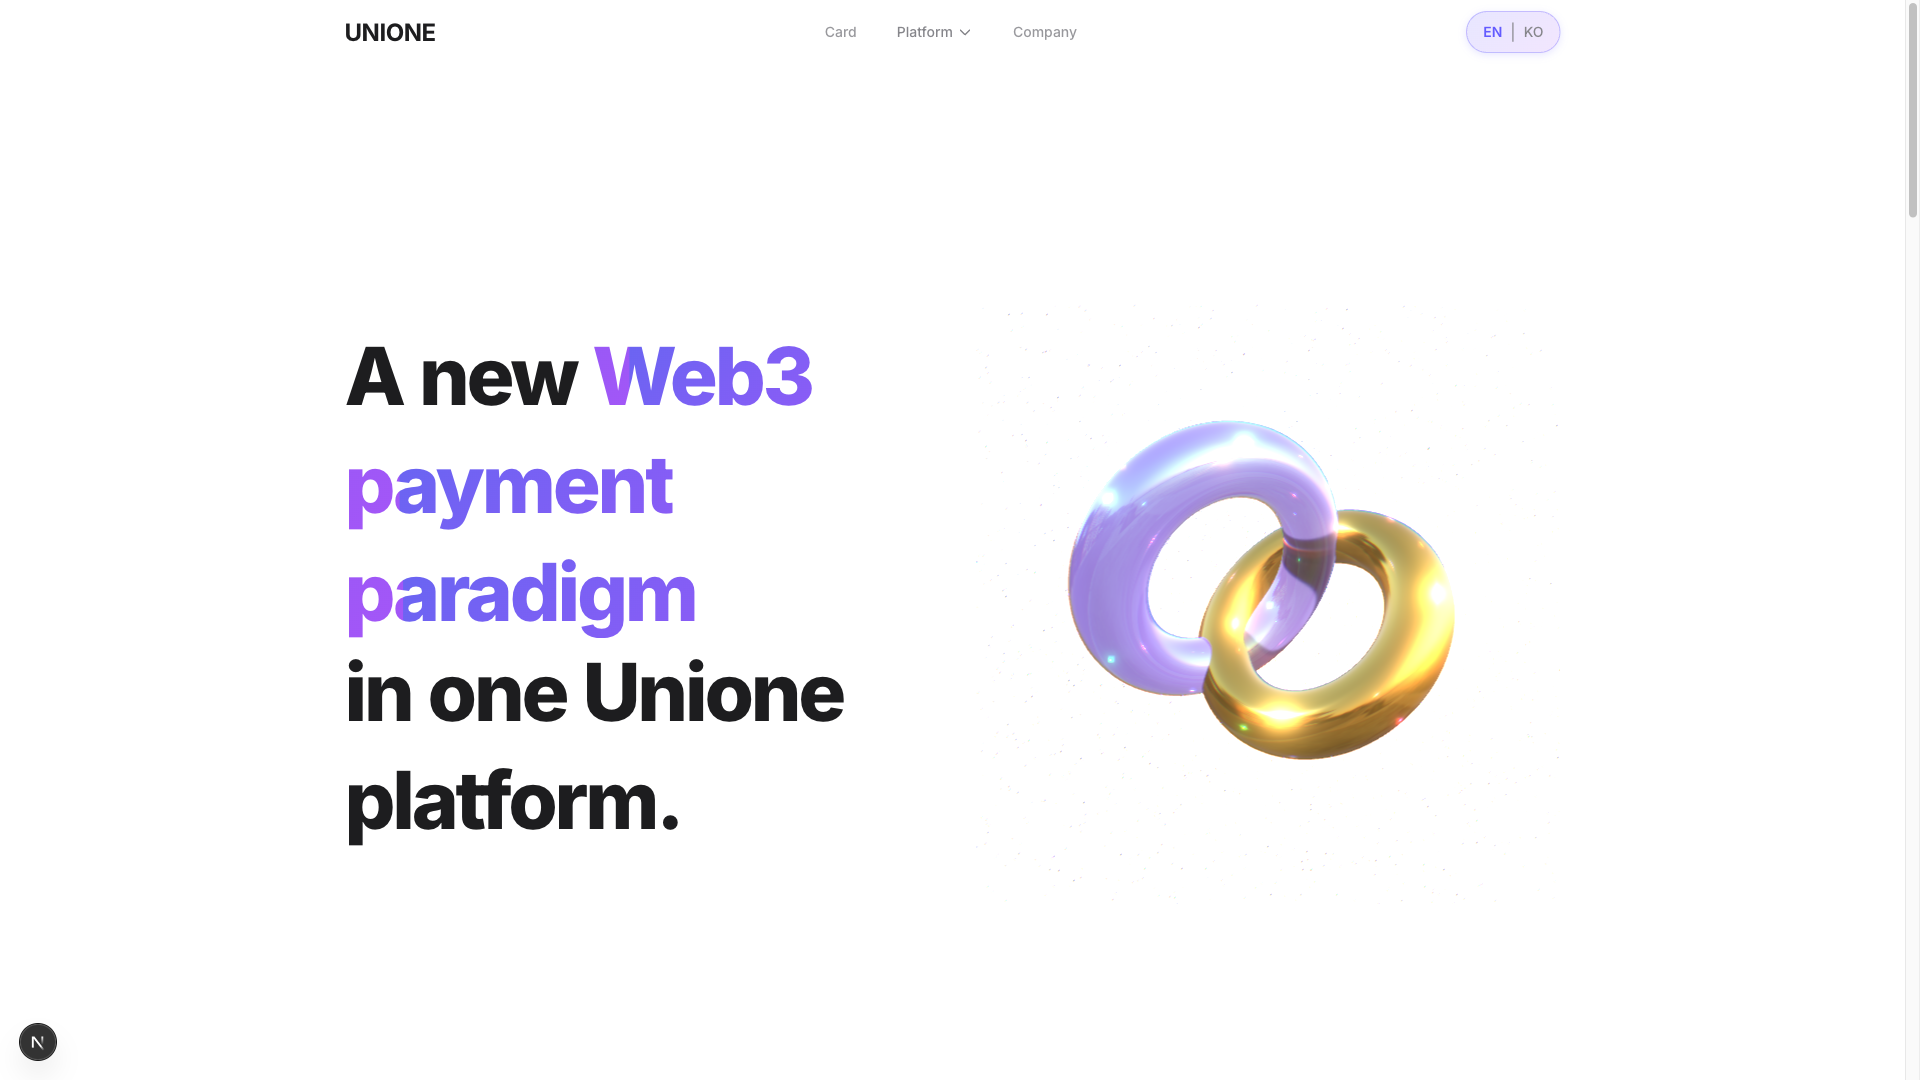 UNIONE
Card
Platform
Company
EN | KO
A new Web3
payment
paradigm
in one Unione
platform.
N